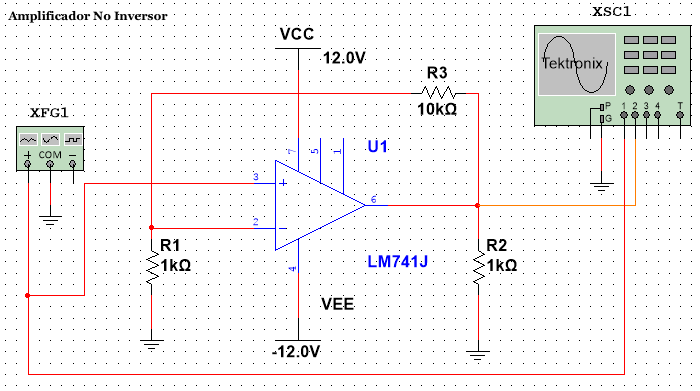 Amplificador No Inversor
XSC1
VCC
12.0V
Tektronix
R3
10kΩ
P
G
1 2 3 4 T
XFG1
COM
+
−
U1
7
5
1
3
+
6
2
−
R1
1kΩ
4
LM741J
R2
1kΩ
VEE
-12.0V